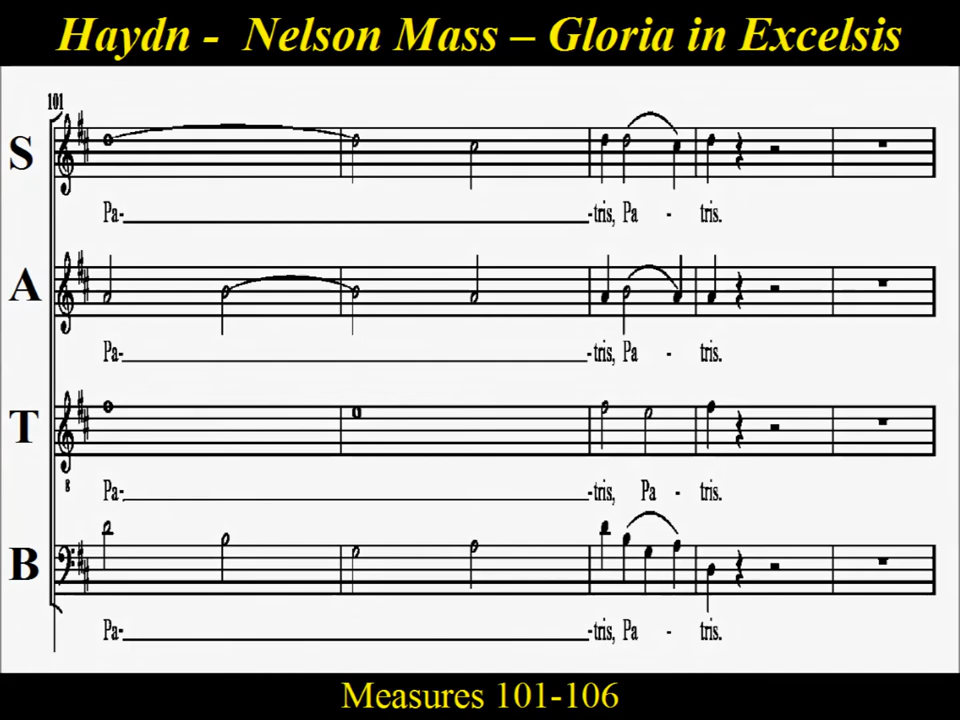 Haydn - Nelson Mass – Gloria in Excelsis
101
S
Pa- -tris, Pa - tris.
A
Pa- -tris, Pa - tris.
T
8
Pa- -tris, Pa - tris.
B
Pa- -tris, Pa - tris.
Measures 101-106